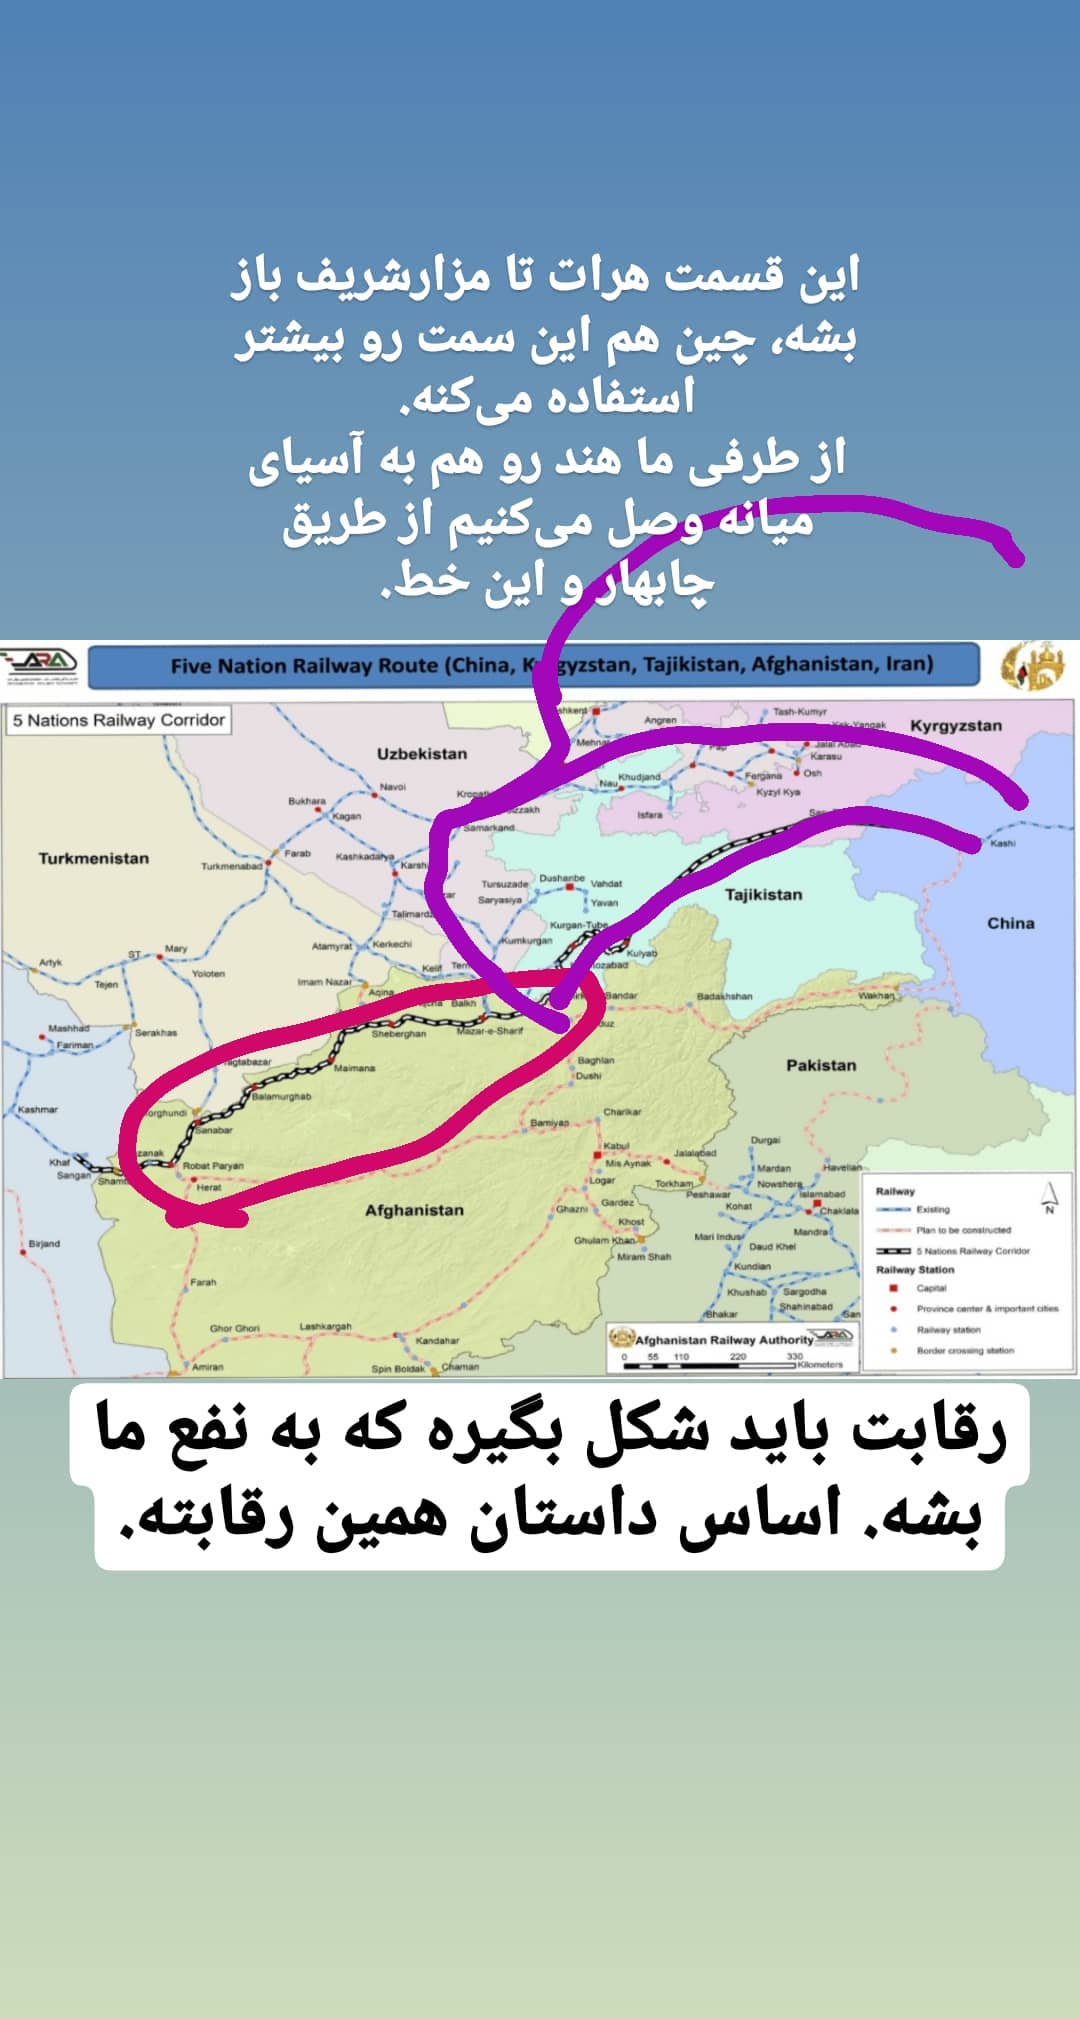 این قسمت هرات تا مزارشریف باز
بشه، چین هم این سمت رو بیشتر
استفاده می‌کنه.
از طرفی ما هند رو هم به آسیای
میانه وصل می‌کنیم از طریق
چابهار و این خط.
ARA
Five Nation Railway Route (China, K gyzstan, Tajikistan, Afghanistan, Iran)
5 Nations Railway Corridor
Tash-Kumyr
Angren
Kyrgyzstan
Uzbekistan
Karasu
Khudjand
Fergana
Osh
Nau
Navoi
Kyzyl Kya
Bukhara
Kagan
Isfara
Samarkand
Kashi
Turkmenistan
Farab
Kashkadarya
Turkmenabad
Karsh
Dushanbe
Vahdat
Tursuzade
Tajikistan
Saryasiya
Yavan
Talimard
Kurgan-Tube
China
Kumkurgan
Mary
Atamyrat
Kerkechi
Kulyab
ST
Artyk
Yoloten
Kelif
Tejen
Imam Nazar
Aqina
Balkh
Bandar
Badakhshan
Wakhan
Mashhad
Fariman
Serakhas
Sheberghan
Mazar-e-Sharif
Maimana
Baghlan
Dushi
Pakistan
Balamurghab
Kashmar
Sanabar
Charikar
Bamiyan
Kabul
Durgai
Khaf
Sangan
Robat Paryan
Mis Aynak
Jalalabad
Mardan
Havelian
Herat
Logar
Torkham
Nowshera
Peshawar
Islamabad
Kohat
Chaklala
Afghanistan
Ghazni
Gardez
Khost
Mari Indus
Mandra
Birjand
Ghulam Khan
Daud Khel
Miram Shah
Kundian
Farah
Khushab
Sargodha
Shahinabad
Bhakar
Ghor Ghori
Lashkargah
Kandahar
Amiran
Spin Boldak
Chaman
Railway
N
Existing
Plan to be constructed
5 Nations Railway Corridor
Railway Station
Capital
Province center & important cities
Railway station
Border crossing station
Afghanistan Railway Authority
0 55 110 220 330
Kilometers
رقابت باید شکل بگیره که به نفع ما
بشه. اساس داستان همین رقابته.